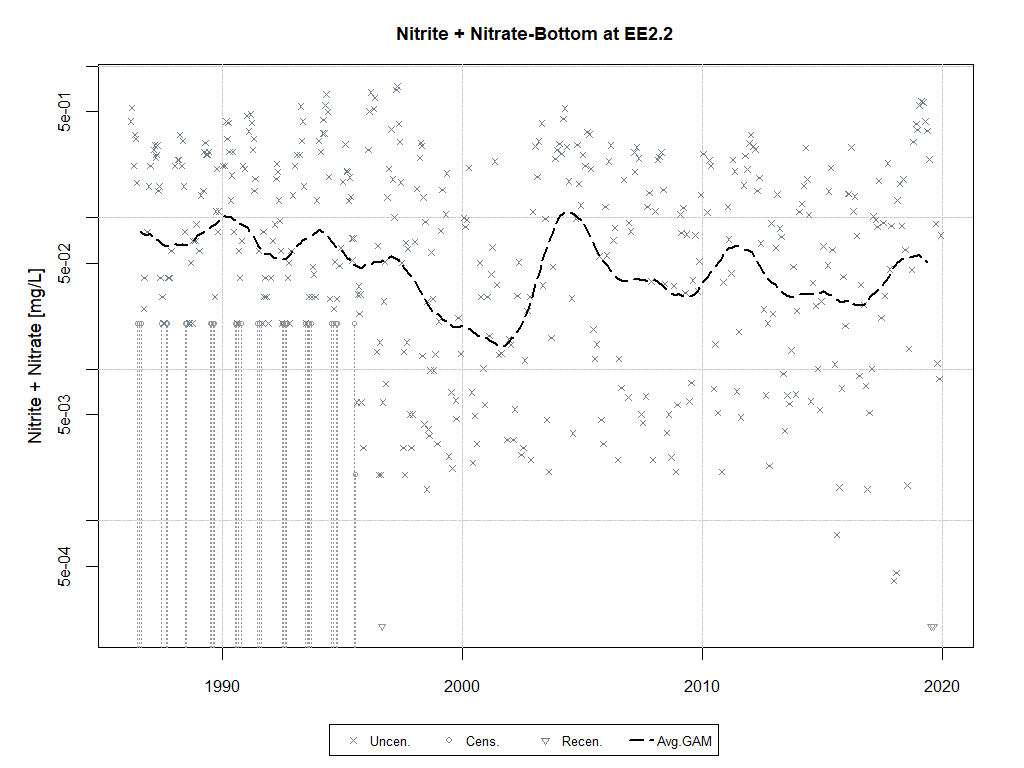 Nitrite + Nitrate-Bottom at EE2.2
Nitrite + Nitrate [mg/L]
5e-01
5e-02
5e-03
5e-04
1990 2000 2010 2020
Uncen. Cens. Recen. Avg.GAM